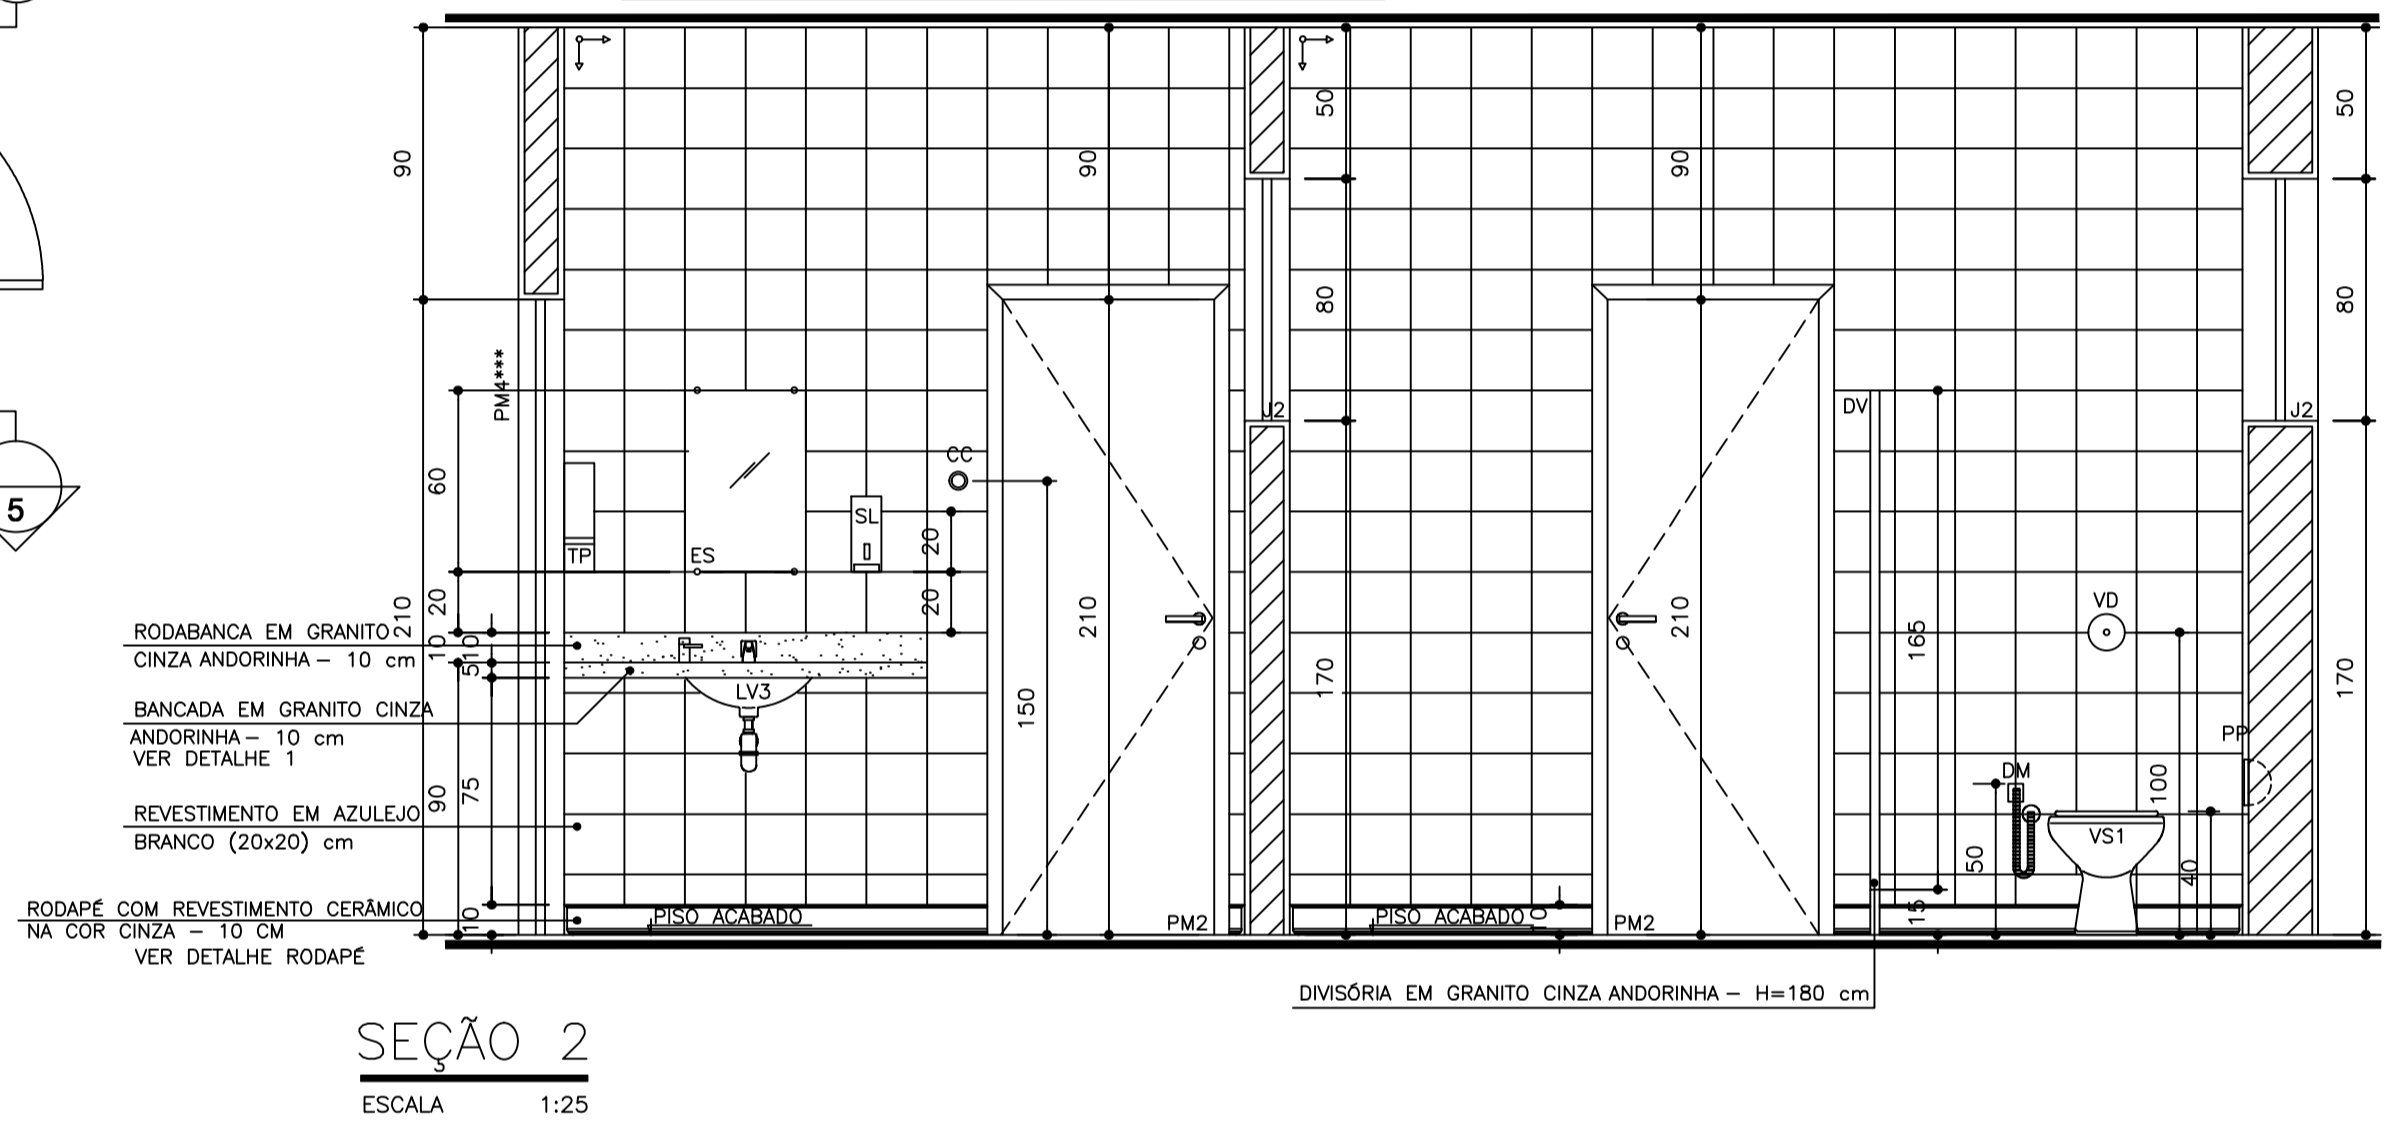 90
90
50
90
50
80
80
PM4***
J2
DV
J2
CC
60
SL
20
TP
ES
VD
210
20
20
210
210
165
RODABANCA EM GRANITO
CINZA ANDORINHA – 10 cm
10
10
5
LV3
150
170
170
BANCADA EM GRANITO CINZA
ANDORINHA – 10 cm
VER DETALHE 1
PP
DM
100
90
75
REVESTIMENTO EM AZULEJO
BRANCO (20x20) cm
VS1
50
40
RODAPÉ COM REVESTIMENTO CERÂMICO
NA COR CINZA – 10 CM
VER DETALHE RODAPÉ
10
PISO ACABADO
PM2
PISO ACABADO
10
PM2
15
DIVISÓRIA EM GRANITO CINZA ANDORINHA – H=180 cm
5
SEÇÃO 2
ESCALA 1:25